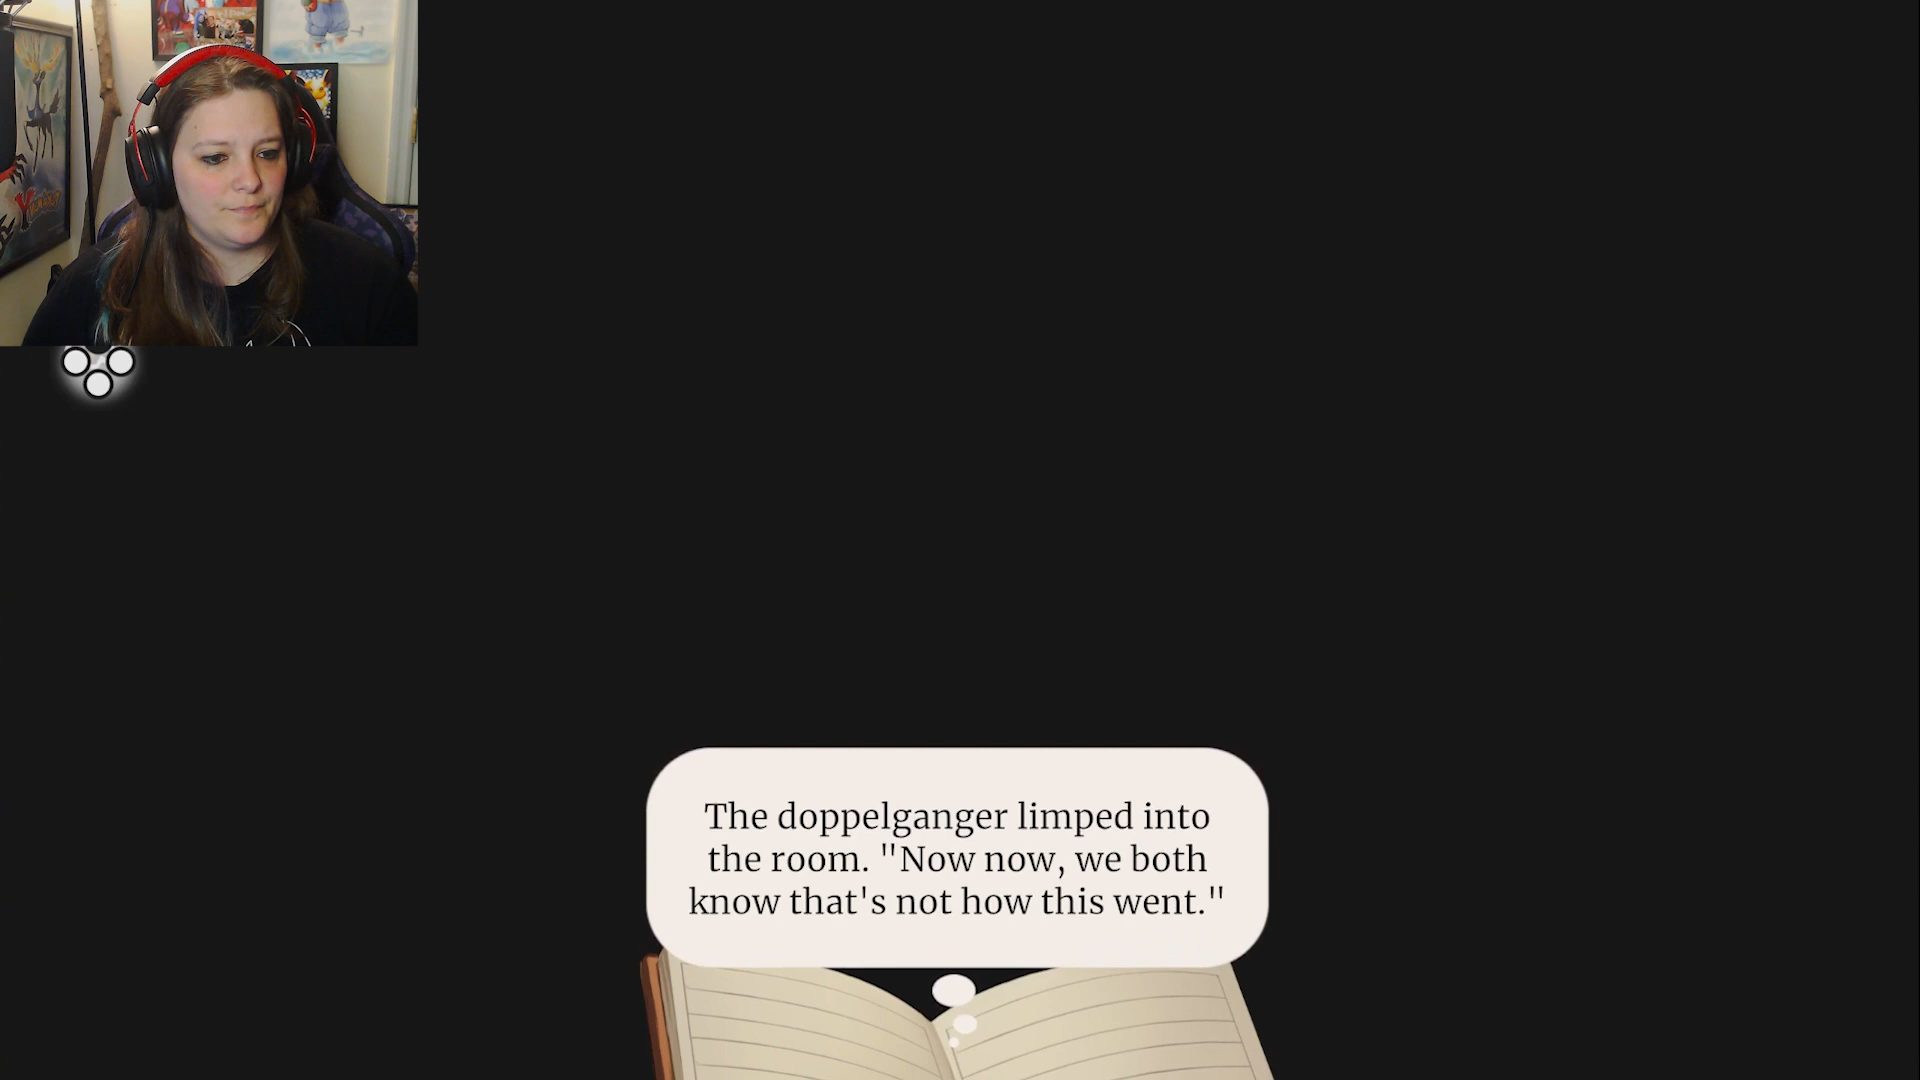 The doppelganger limped into
the room. "Now now, we both
know that's not how this went."